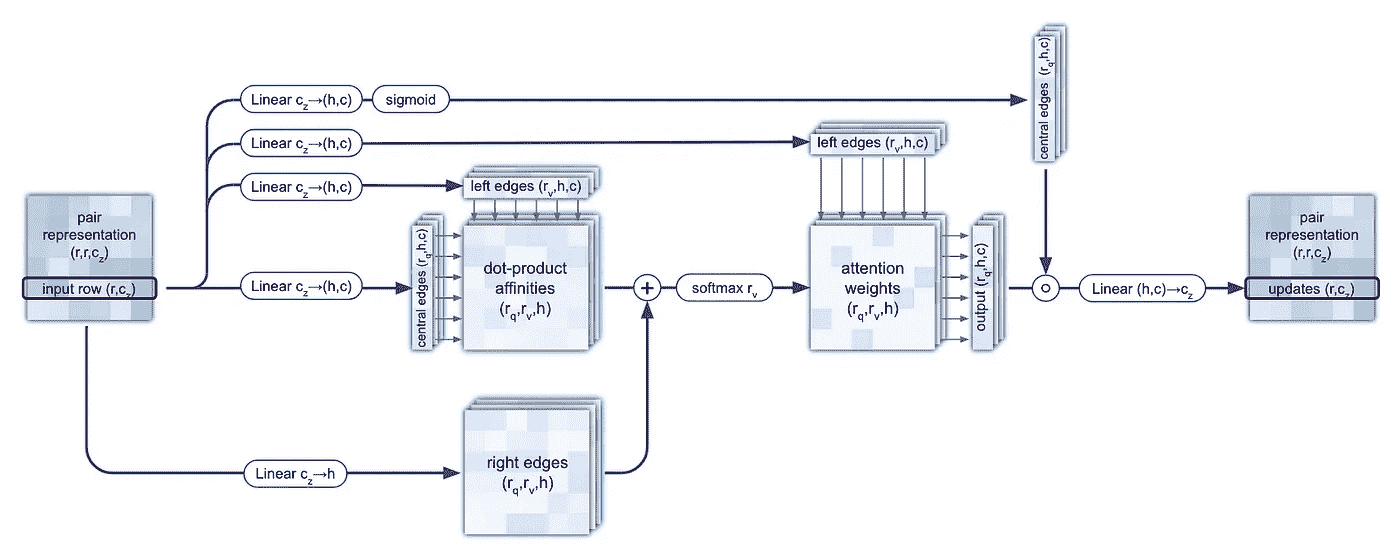 pair
representation
(r,r,c_z)
input row (r,c_z)
Linear c_z→(h,c)
sigmoid
Linear c_z→(h,c)
Linear c_z→(h,c)
Linear c_z→(h,c)
Linear c_z→h
left edges (r_v,h,c)
central edges (r_q,h,c)
dot-product
affinities
(r_q,r_v,h)
right edges
(r_q,r_v,h)
+
softmax r_v
left edges (r_v,h,c)
attention
weights
(r_q,r_v,h)
output (r_q,h,c)
central edges (r_q,h,c)
Linear (h,c)→c_z
pair
representation
(r,r,c_z)
updates (r,c_z)